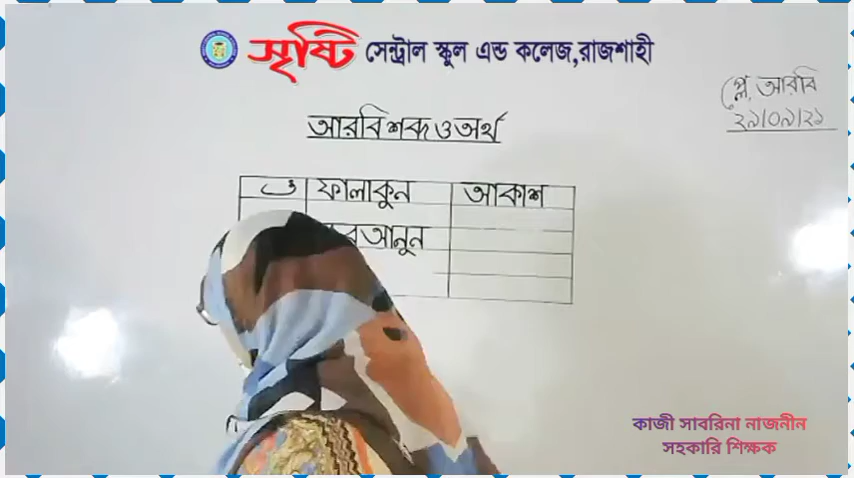 সৃষ্টি সেন্ট্রাল স্কুল এন্ড কলেজ,রাজশাহী
প্লে, আরবি
২৯/০৯/২১
আরবি শব্দ ও অর্থ
ف ফালাকুন আকাশ
আনুন
কাজী সাবরিনা নাজনীন
সহকারি শিক্ষক